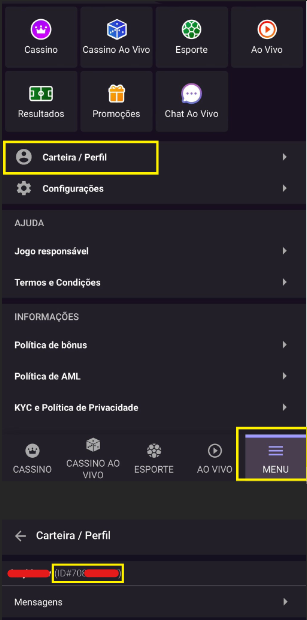 Cassino Cassino Ao Vivo Esporte Ao Vivo
Resultados Promoções Chat Ao Vivo
Carteira / Perfil
Configurações
AJUDA
Jogo responsável
Termos e Condições
INFORMAÇÕES
Política de bônus
Política de AML
KYC e Política de Privacidade
CASSINO CASSINO AO VIVO ESPORTE AO VIVO MENU
Carteira / Perfil
(ID#708
Mensagens